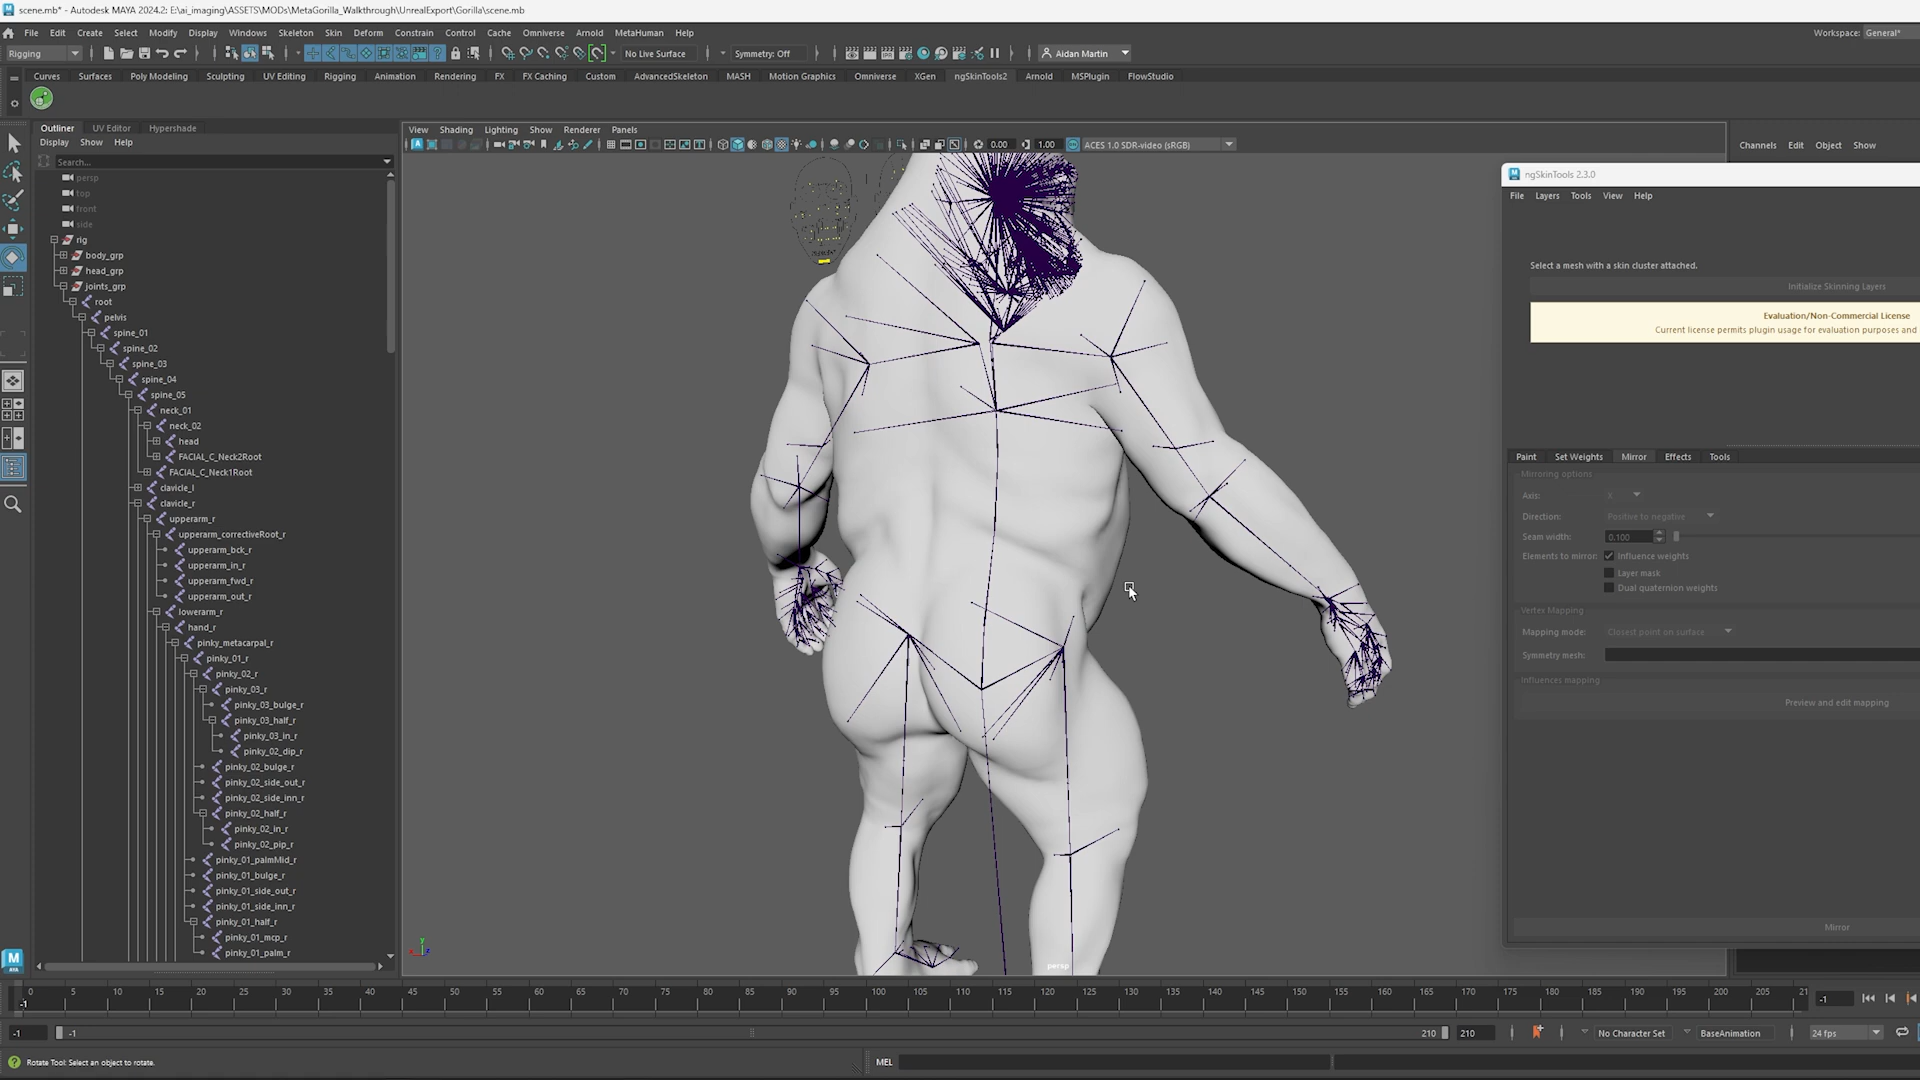 scene.mb* - Autodesk MAYA 2024.2: E:\ai_imaging\ASSETS\MODs\MetaGorilla_Walkthrough\UnrealExport\Gorilla\scene.mb
File Edit Create Select Modify Display Windows Skeleton Skin Deform Constrain Control Cache Omniverse Arnold MetaHuman Help
Workspace: General*
Rigging No Live Surface Symmetry: Off Aidan Martin
Curves Surfaces Poly Modeling Sculpting UV Editing Rigging Animation Rendering FX FX Caching Custom AdvancedSkeleton MASH Motion Graphics Omniverse XGen ngSkinTools2 Arnold MSPlugin FlowStudio
Outliner UV Editor Hypershade
Display Show Help
Search...
persp
top
front
side
rig
body_grp
head_grp
joints_grp
root
pelvis
spine_01
spine_02
spine_03
spine_04
spine_05
neck_01
neck_02
head
FACIAL_C_Neck2Root
FACIAL_C_Neck1Root
clavicle_l
clavicle_r
upperarm_r
upperarm_correctiveRoot_r
upperarm_bck_r
upperarm_in_r
upperarm_fwd_r
upperarm_out_r
lowerarm_r
hand_r
pinky_metacarpal_r
pinky_01_r
pinky_02_r
pinky_03_r
pinky_03_bulge_r
pinky_03_half_r
pinky_03_in_r
pinky_02_dip_r
pinky_02_bulge_r
pinky_02_side_out_r
pinky_02_side_inn_r
pinky_02_half_r
pinky_02_in_r
pinky_02_pip_r
pinky_01_palmMid_r
pinky_01_bulge_r
pinky_01_side_out_r
pinky_01_side_inn_r
pinky_01_half_r
pinky_01_mcp_r
pinky_01_palm_r
View Shading Lighting Show Renderer Panels
0.00 1.00 ACES 1.0 SDR-video (sRGB)
persp
Channels Edit Object Show
ngSkinTools 2.3.0
File Layers Tools View Help
Select a mesh with a skin cluster attached.
Initialize Skinning Layers
Evaluation/Non-Commercial License
Current license permits plugin usage for evaluation purposes and
Paint Set Weights Mirror Effects Tools
Mirroring options
Axis: X
Direction: Positive to negative
Seam width: 0.100
Elements to mirror: Influence weights
Layer mask
Dual quaternion weights
Vertex Mapping
Mapping mode: Closest point on surface
Symmetry mesh:
Influences mapping
Preview and edit mapping
Mirror
0 5 10 15 20 25 30 35 40 45 50 55 60 65 70 75 80 85 90 95 100 105 110 115 120 125 130 135 140 145 150 155 160 165 170 175 180 185 190 195 200 205 21
-1 -1
-1 -1 210 210 No Character Set BaseAnimation 24 fps
Rotate Tool: Select an object to rotate. MEL